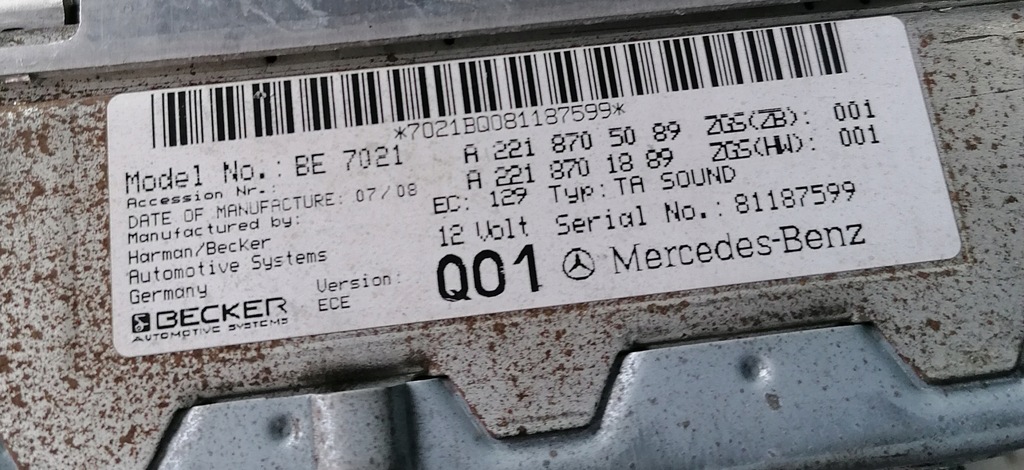 *7021BQ081187599*
Model No.: BE 7021 A 221 870 50 89 ZGS(ZB): 001
Accession Nr.: A 221 870 18 89 ZGS(HW): 001
DATE OF MANUFACTURE: 07/08 EC: 129 Typ: TA SOUND
Manufactured by: 12 Volt Serial No.: 81187599
Harman/Becker
Automotive Systems
Germany
Version:
ECE
Q01 Mercedes-Benz
BECKER
AUTOMOTIVE SYSTEMS